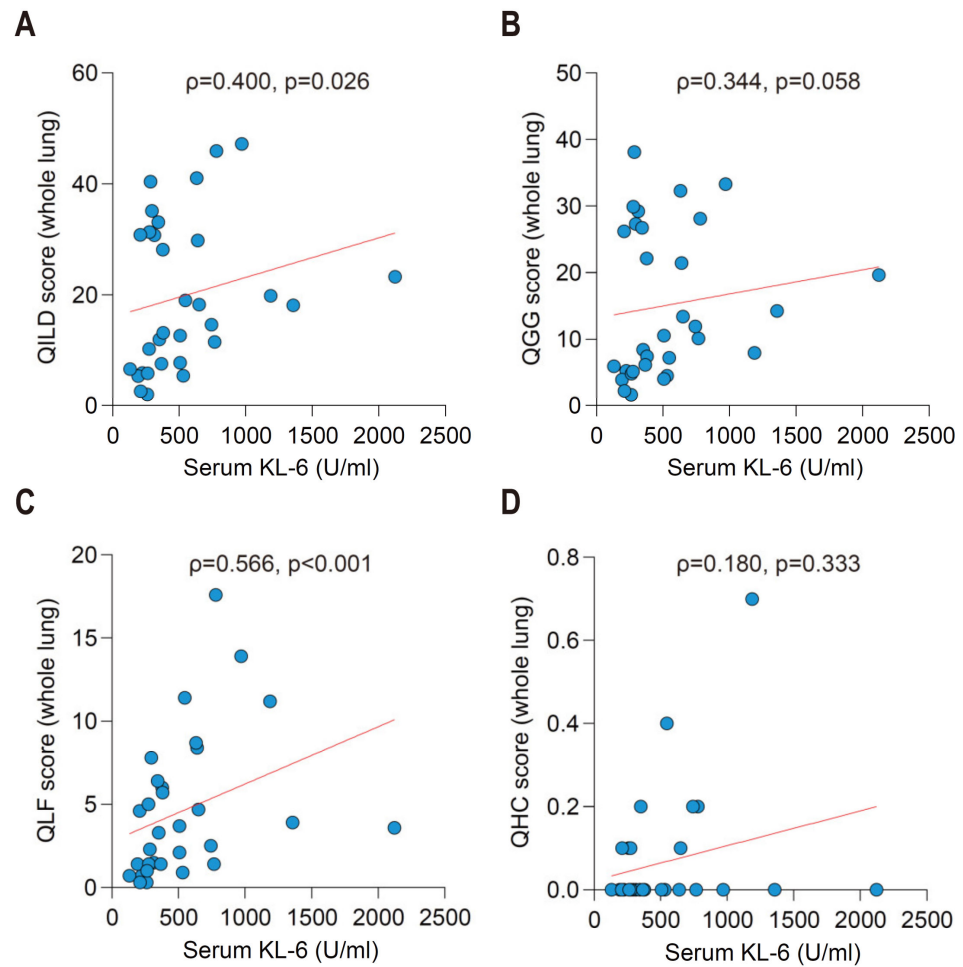 A
ρ=0.400, p=0.026
QILD score (whole lung)
60
40
20
0
0 500 1000 1500 2000 2500
Serum KL-6 (U/ml)
B
ρ=0.344, p=0.058
QGG score (whole lung)
50
40
30
20
10
0
0 500 1000 1500 2000 2500
Serum KL-6 (U/ml)
C
ρ=0.566, p<0.001
QLF score (whole lung)
20
15
10
5
0
0 500 1000 1500 2000 2500
Serum KL-6 (U/ml)
D
ρ=0.180, p=0.333
QHC score (whole lung)
0.8
0.6
0.4
0.2
0.0
0 500 1000 1500 2000 2500
Serum KL-6 (U/ml)